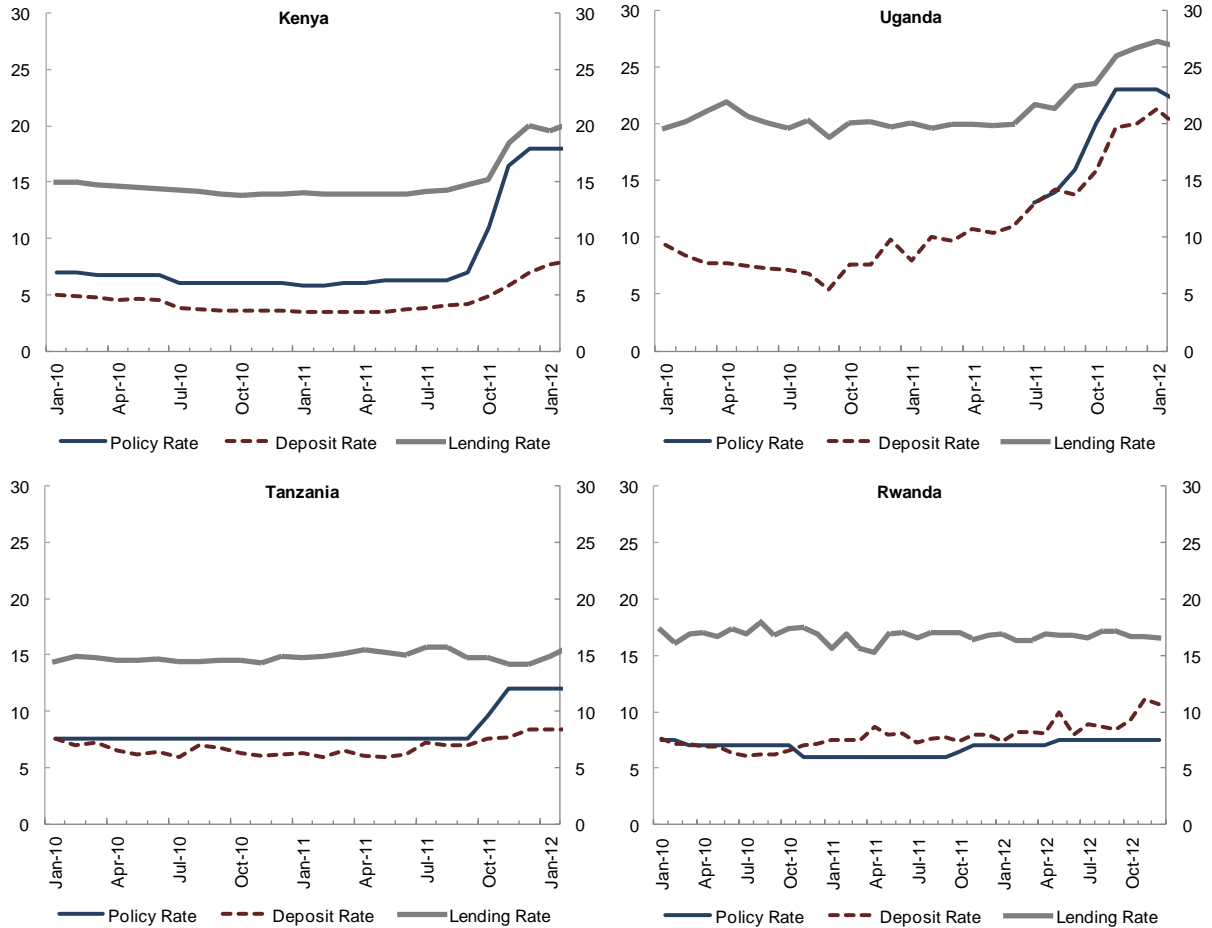 Kenya
30 30
25 25
20 20
15 15
10 10
5 5
0 0
Jan-10 Apr-10 Jul-10 Oct-10 Jan-11 Apr-11 Jul-11 Oct-11 Jan-12
Policy Rate Deposit Rate Lending Rate
Uganda
30 30
25 25
20 20
15 15
10 10
5 5
0 0
Jan-10 Apr-10 Jul-10 Oct-10 Jan-11 Apr-11 Jul-11 Oct-11 Jan-12
Policy Rate Deposit Rate Lending Rate
Tanzania
30 30
25 25
20 20
15 15
10 10
5 5
0 0
Jan-10 Apr-10 Jul-10 Oct-10 Jan-11 Apr-11 Jul-11 Oct-11 Jan-12
Policy Rate Deposit Rate Lending Rate
Rwanda
30 30
25 25
20 20
15 15
10 10
5 5
0 0
Jan-10 Apr-10 Jul-10 Oct-10 Jan-11 Apr-11 Jul-11 Oct-11 Jan-12 Apr-12 Jul-12 Oct-12
Policy Rate Deposit Rate Lending Rate